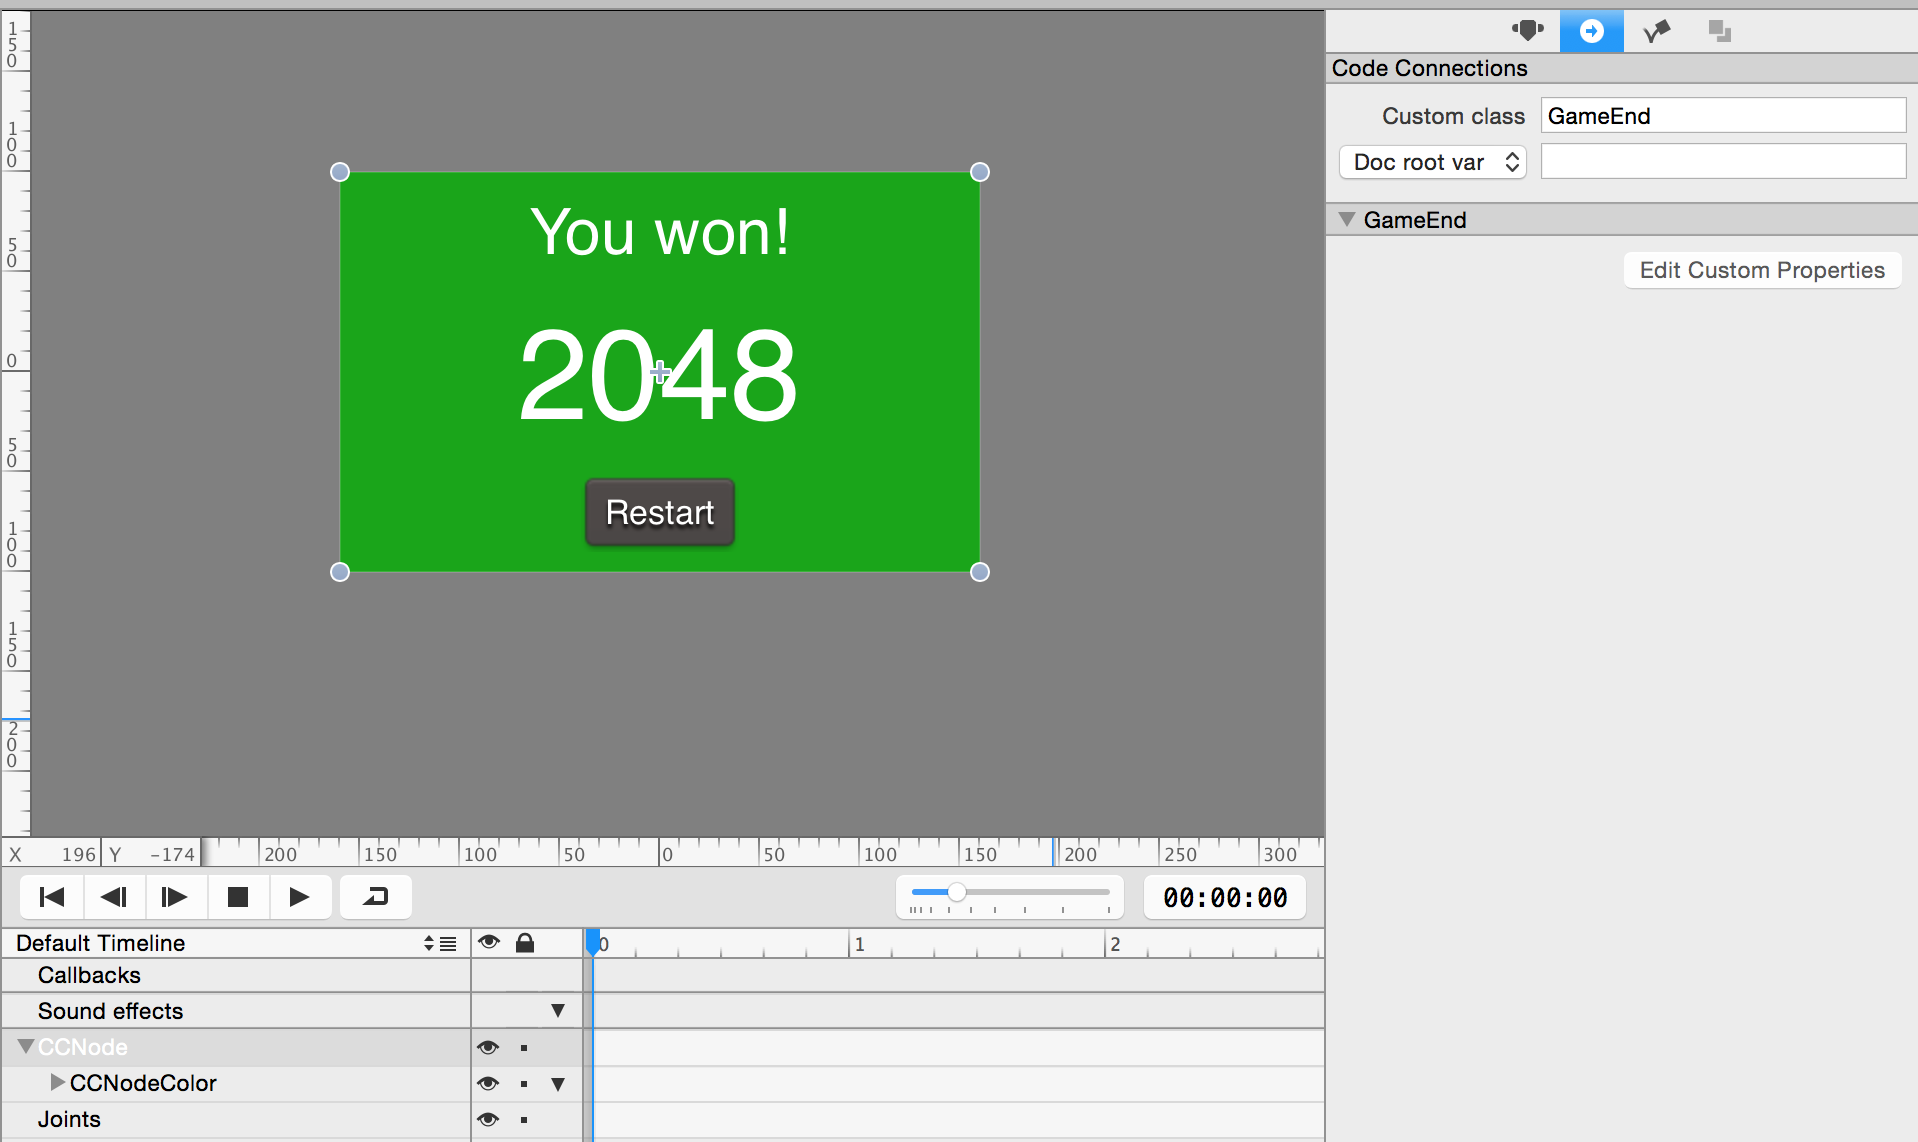 Code Connections
Custom class GameEnd
Doc root var
GameEnd
Edit Custom Properties
150
100
50
0
50
100
150
200
You won!
2048
Restart
X 196 Y -174 200 150 100 50 0 50 100 150 200 250 300
00:00:00
Default Timeline 0 1 2
Callbacks
Sound effects
CCNode
CCNodeColor
Joints